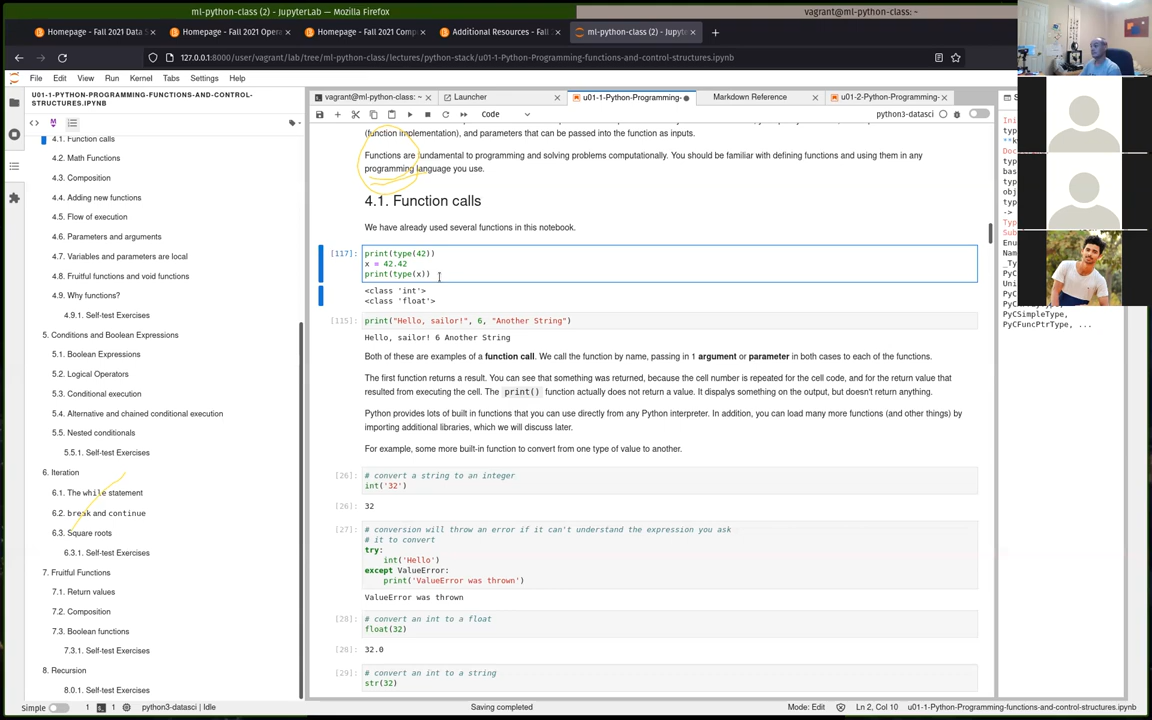 ml-python-class (2) - JupyterLab — Mozilla Firefox
vagrant@ml-python-class: ~
Homepage - Fall 2021 Data S
Homepage - Fall 2021 Opera
Homepage - Fall 2021 Comp
Additional Resources - Fall
ml-python-class (2) - Jupyte
127.0.0.1:8000/user/vagrant/lab/tree/ml-python-class/lectures/python-stack/u01-1-Python-Programming-functions-and-control-structures.ipynb
File Edit View Run Kernel Tabs Settings Help
U01-1-PYTHON-PROGRAMMING-FUNCTIONS-AND-CONTROL-
STRUCTURES.IPYNB
4.1. Function calls
4.2. Math Functions
4.3. Composition
4.4. Adding new functions
4.5. Flow of execution
4.6. Parameters and arguments
4.7. Variables and parameters are local
4.8. Fruitful functions and void functions
4.9. Why functions?
4.9.1. Self-test Exercises
5. Conditions and Boolean Expressions
5.1. Boolean Expressions
5.2. Logical Operators
5.3. Conditional execution
5.4. Alternative and chained conditional execution
5.5. Nested conditionals
5.5.1. Self-test Exercises
6. Iteration
6.1. The while statement
6.2. break and continue
6.3. Square roots
6.3.1. Self-test Exercises
7. Fruitful Functions
7.1. Return values
7.2. Composition
7.3. Boolean functions
7.3.1. Self-test Exercises
8. Recursion
8.0.1. Self-test Exercises
vagrant@ml-python-class: ~
Launcher
u01-1-Python-Programming-
Markdown Reference
u01-2-Python-Programming-
Code
python3-datasci
(function implementation), and parameters that can be passed into the function as inputs.
Functions are fundamental to programming and solving problems computationally. You should be familiar with defining functions and using them in any
programming language you use.
4.1. Function calls
We have already used several functions in this notebook.
[117]: print(type(42))
x = 42.42
print(type(x))
<class 'int'>
<class 'float'>
[115]: print("Hello, sailor!", 6, "Another String")
Hello, sailor! 6 Another String
Both of these are examples of a function call. We call the function by name, passing in 1 argument or parameter in both cases to each of the functions.
The first function returns a result. You can see that something was returned, because the cell number is repeated for the cell code, and for the return value that
resulted from executing the cell. The print() function actually does not return a value. It dispalys something on the output, but doesn't return anything.
Python provides lots of built in functions that you can use directly from any Python interpreter. In addition, you can load many more functions (and other things) by
importing additional libraries, which we will discuss later.
For example, some more built-in function to convert from one type of value to another.
[26]: # convert a string to an integer
int('32')
[26]: 32
[27]: # conversion will throw an error if it can't understand the expression you ask
# it to convert
try:
int('Hello')
except ValueError:
print('ValueError was thrown')
ValueError was thrown
[28]: # convert an int to a float
float(32)
[28]: 32.0
[29]: # convert an int to a string
str(32)
S
Ini
typ
**k
Doc
typ
bas
typ
obj
typ
->
Typ
Sub
Enu
Nam
_Ty
PyC
Uni
PyC
PyCArrayType,
PyCSimpleType,
PyCFuncPtrType, ...
Simple 1 1 python3-datasci | Idle
Saving completed
Mode: Edit
Ln 2, Col 10
u01-1-Python-Programming-functions-and-control-structures.ipynb